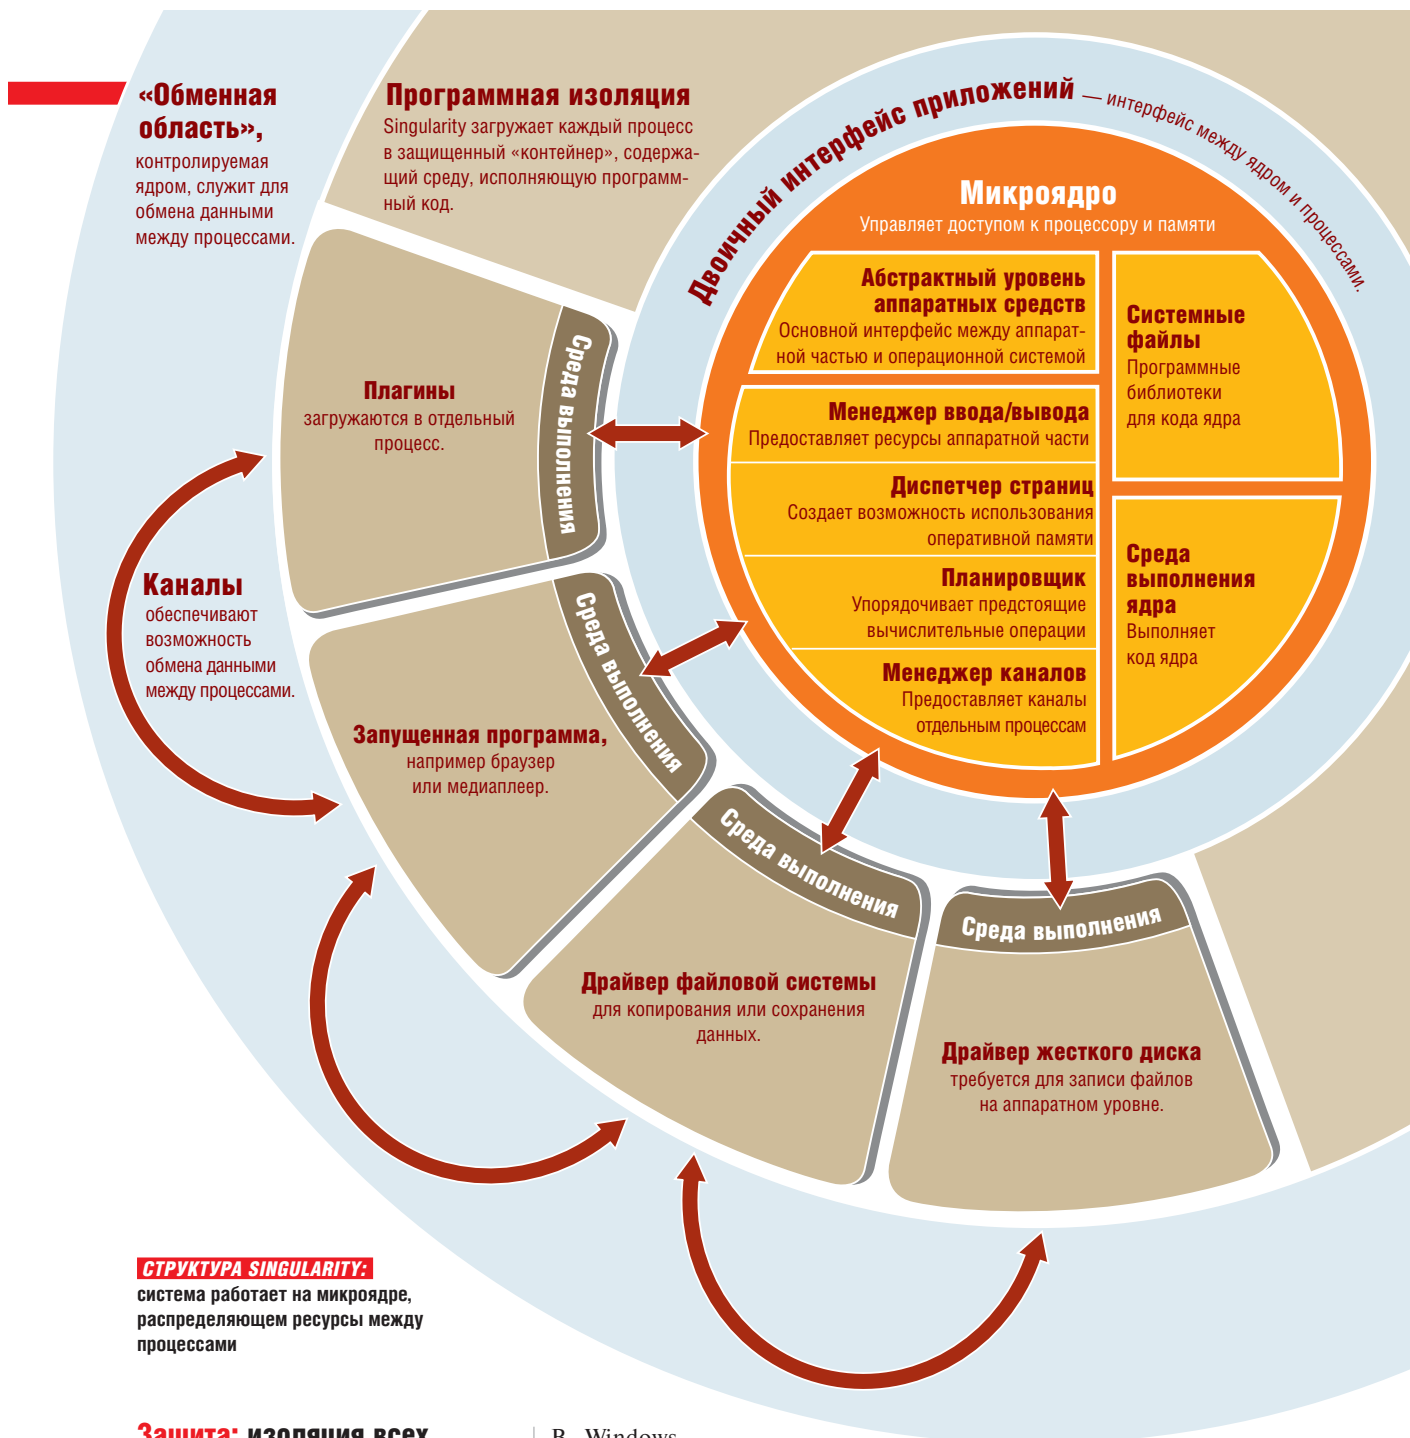 «Обменная
область»,
контролируемая
ядром, служит для
обмена данными
между процессами.
Программная изоляция
Singularity загружает каждый процесс
в защищенный «контейнер», содержа-
щий среду, исполняющую программ-
ный код.
Двоичный интерфейс приложений — интерфейс между ядром и процессами.
Микроядро
Управляет доступом к процессору и памяти
Абстрактный уровень
аппаратных средств
Основной интерфейс между аппарат-
ной частью и операционной системой
Системные
файлы
Программные
библиотеки
для кода ядра
Менеджер ввода/вывода
Предоставляет ресурсы аппаратной части
Диспетчер страниц
Создает возможность использования
оперативной памяти
Планировщик
Упорядочивает предстоящие
вычислительные операции
Менеджер каналов
Предоставляет каналы
отдельным процессам
Среда
выполнения
ядра
Выполняет
код ядра
Плагины
загружаются в отдельный
процесс.
Среда выполнения
Каналы
обеспечивают
возможность
обмена данными
между процессами.
Запущенная программа,
например браузер
или медиаплеер.
Среда выполнения
Драйвер файловой системы
для копирования или сохранения
данных.
Среда выполнения
Драйвер жесткого диска
требуется для записи файлов
на аппаратном уровне.
Среда выполнения
СТРУКТУРА SINGULARITY:
система работает на микроядре,
распределяющем ресурсы между
процессами
Защита: изоляция всех
В Windows